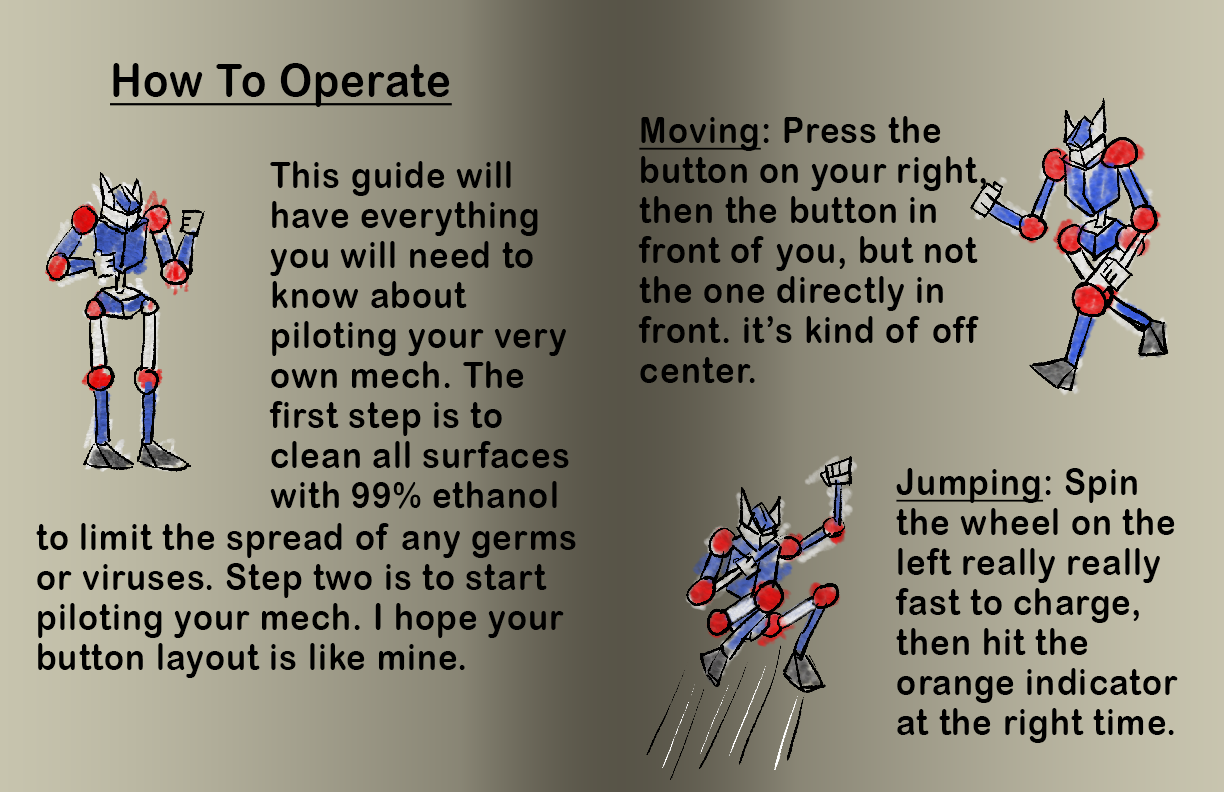 How To Operate
This guide will
have everything
you will need to
know about
piloting your very
own mech. The
first step is to
clean all surfaces
with 99% ethanol
to limit the spread of any germs
or viruses. Step two is to start
piloting your mech. I hope your
button layout is like mine.
Moving: Press the
button on your right,
then the button in
front of you, but not
the one directly in
front. it’s kind of off
center.
Jumping: Spin
the wheel on the
left really really
fast to charge,
then hit the
orange indicator
at the right time.